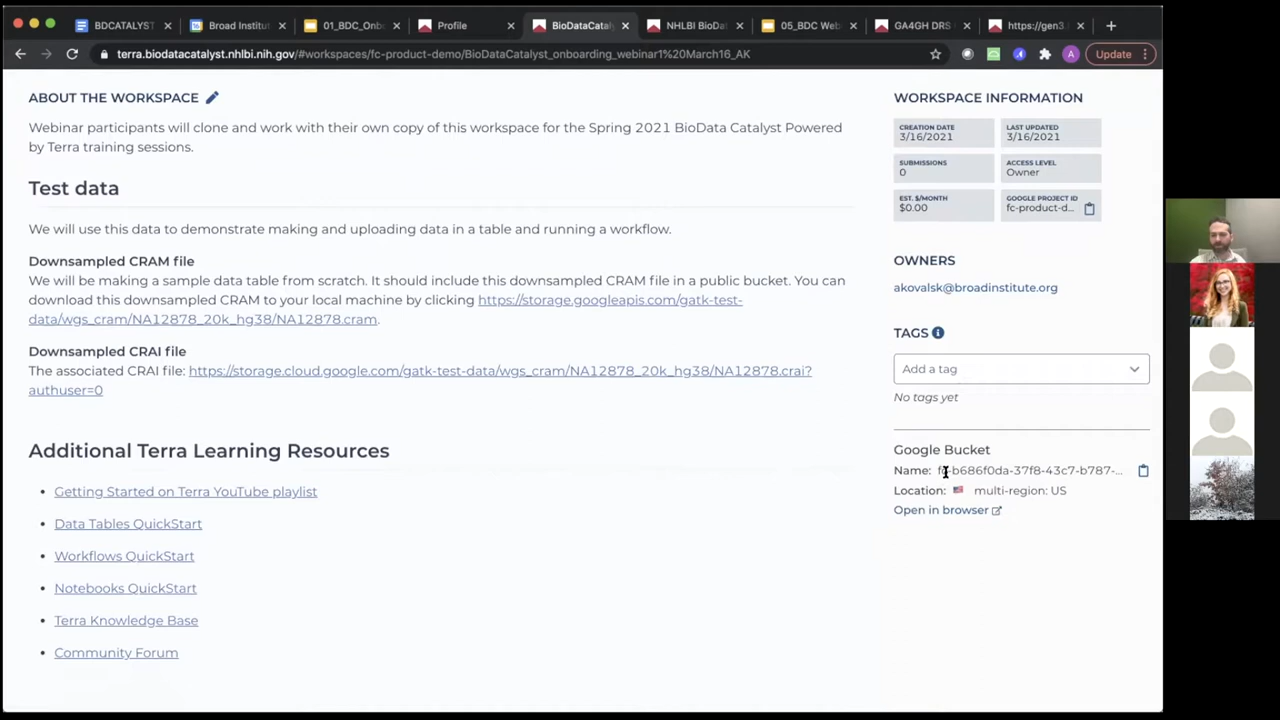 BDCATALYST
Broad Institu
01_BDC_Onb
Profile
BioDataCatal
NHLBI BioDa
05_BDC Web
GA4GH DRS
https://gen3.
Update
terra.biodatacatalyst.nhlbi.nih.gov/#workspaces/fc-product-demo/BioDataCatalyst_onboarding_webinar1%20March16_AK
A
ABOUT THE WORKSPACE
Webinar participants will clone and work with their own copy of this workspace for the Spring 2021 BioData Catalyst Powered
by Terra training sessions.
Test data
We will use this data to demonstrate making and uploading data in a table and running a workflow.
Downsampled CRAM file
We will be making a sample data table from scratch. It should include this downsampled CRAM file in a public bucket. You can
download this downsampled CRAM to your local machine by clicking https://storage.googleapis.com/gatk-test-
data/wgs_cram/NA12878_20k_hg38/NA12878.cram.
Downsampled CRAI file
The associated CRAI file: https://storage.cloud.google.com/gatk-test-data/wgs_cram/NA12878_20k_hg38/NA12878.crai?
authuser=0
Additional Terra Learning Resources
• Getting Started on Terra YouTube playlist
• Data Tables QuickStart
• Workflows QuickStart
• Notebooks QuickStart
• Terra Knowledge Base
• Community Forum
WORKSPACE INFORMATION
CREATION DATE
3/16/2021
LAST UPDATED
3/16/2021
SUBMISSIONS
0
ACCESS LEVEL
Owner
EST. $/MONTH
$0.00
GOOGLE PROJECT ID
fc-product-d...
OWNERS
akovalsk@broadinstitute.org
TAGS
Add a tag
No tags yet
Google Bucket
Name: fc-b686f0da-37f8-43c7-b787-...
Location: multi-region: US
Open in browser